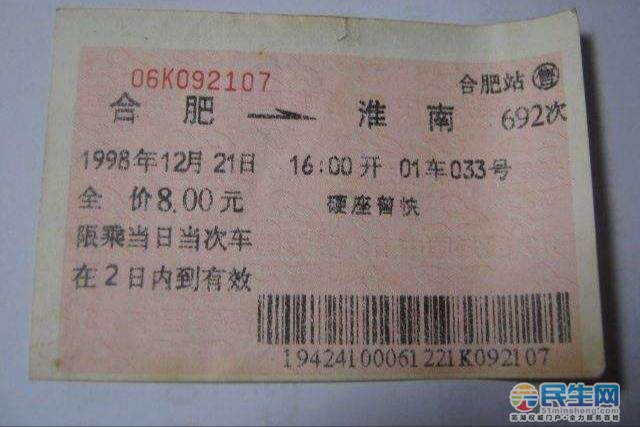 06K092107
合肥站 售
合肥 → 淮南 692次
1998年12月21日 16:00开 01车033号
全 价8.00元 硬座普快
限乘当日当次车
在2日内到有效
19424100061221K092107
民生网
51minsheng.com